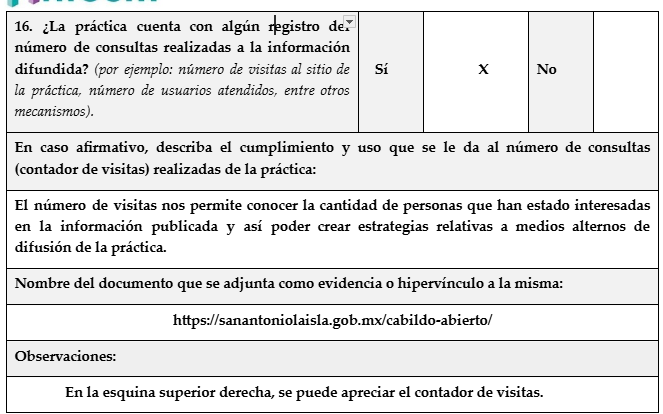 16. ¿La práctica cuenta con algún registro del
número de consultas realizadas a la información
difundida? (por ejemplo: número de visitas al sitio de
la práctica, número de usuarios atendidos, entre otros
mecanismos).
Sí
X
No
En caso afirmativo, describa el cumplimiento y uso que se le da al número de consultas
(contador de visitas) realizadas de la práctica:
El número de visitas nos permite conocer la cantidad de personas que han estado interesadas
en la información publicada y así poder crear estrategias relativas a medios alternos de
difusión de la práctica.
Nombre del documento que se adjunta como evidencia o hipervínculo a la misma:
https://sanantoniolaisla.gob.mx/cabildo-abierto/
Observaciones:
En la esquina superior derecha, se puede apreciar el contador de visitas.